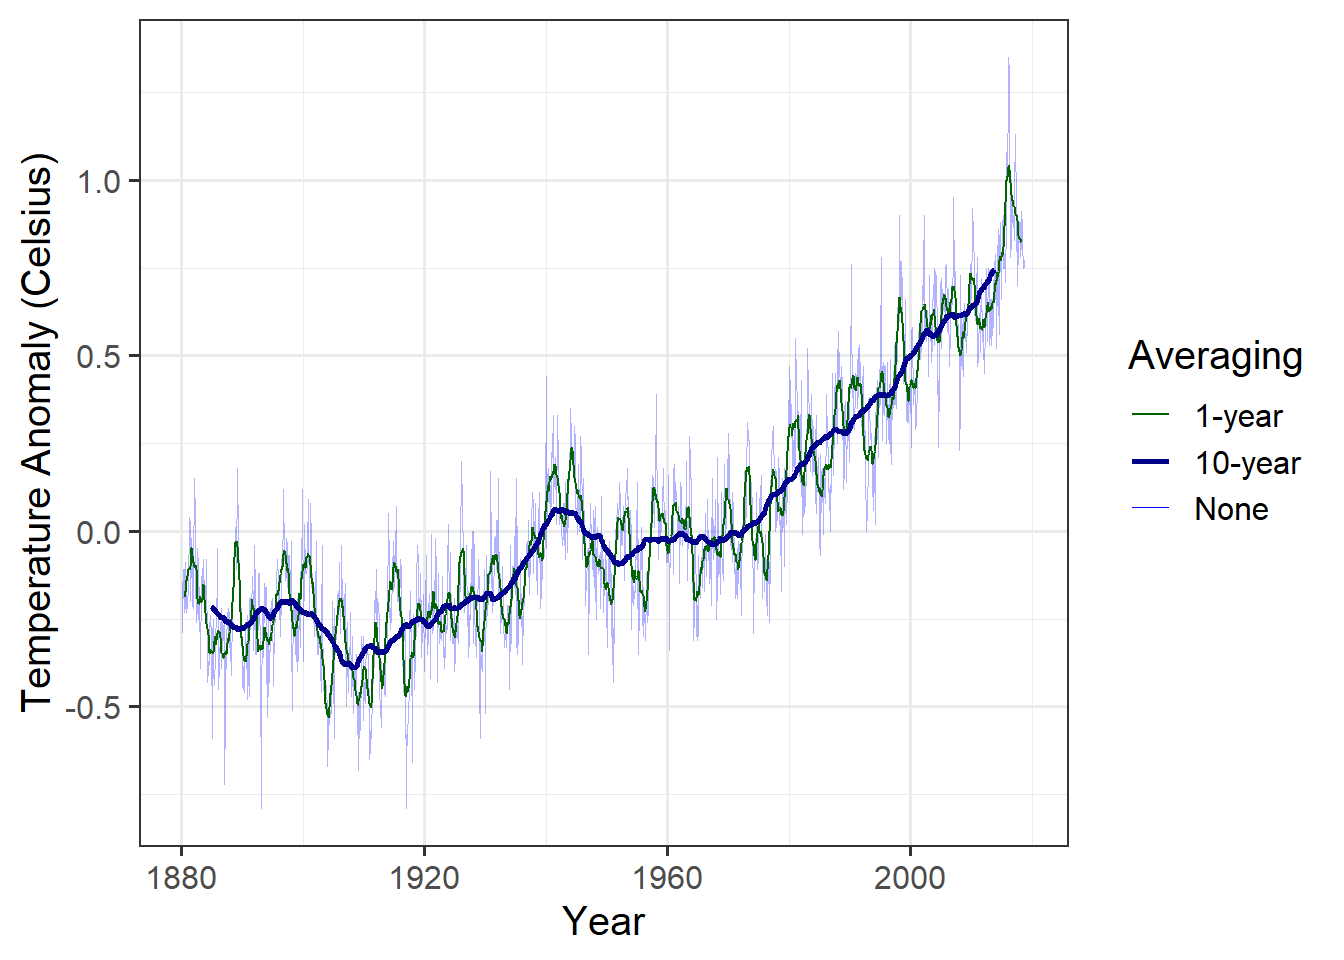 Temperature Anomaly (Celsius)
1.0
0.5
0.0
-0.5
1880 1920 1960 2000
Year
Averaging
1-year
10-year
None